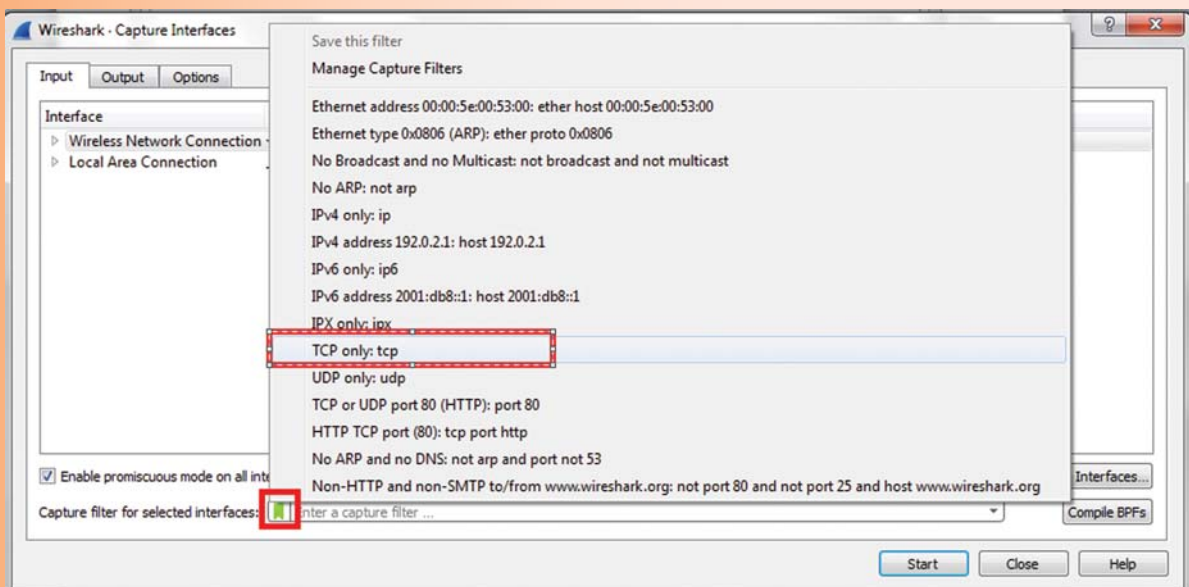 Wireshark · Capture Interfaces
Save this filter
Manage Capture Filters
Input Output Options
Interface
Wireless Network Connection
Local Area Connection
Ethernet address 00:00:5e:00:53:00: ether host 00:00:5e:00:53:00
Ethernet type 0x0806 (ARP): ether proto 0x0806
No Broadcast and no Multicast: not broadcast and not multicast
No ARP: not arp
IPv4 only: ip
IPv4 address 192.0.2.1: host 192.0.2.1
IPv6 only: ip6
IPv6 address 2001:db8::1: host 2001:db8::1
IPX only: ipx
TCP only: tcp
UDP only: udp
TCP or UDP port 80 (HTTP): port 80
HTTP TCP port (80): tcp port http
No ARP and no DNS: not arp and port not 53
Non-HTTP and non-SMTP to/from www.wireshark.org: not port 80 and not port 25 and host www.wireshark.org
Enable promiscuous mode on all
Interfaces...
Capture filter for selected interfaces: Enter a capture filter ...
Compile BPFs
Start Close Help